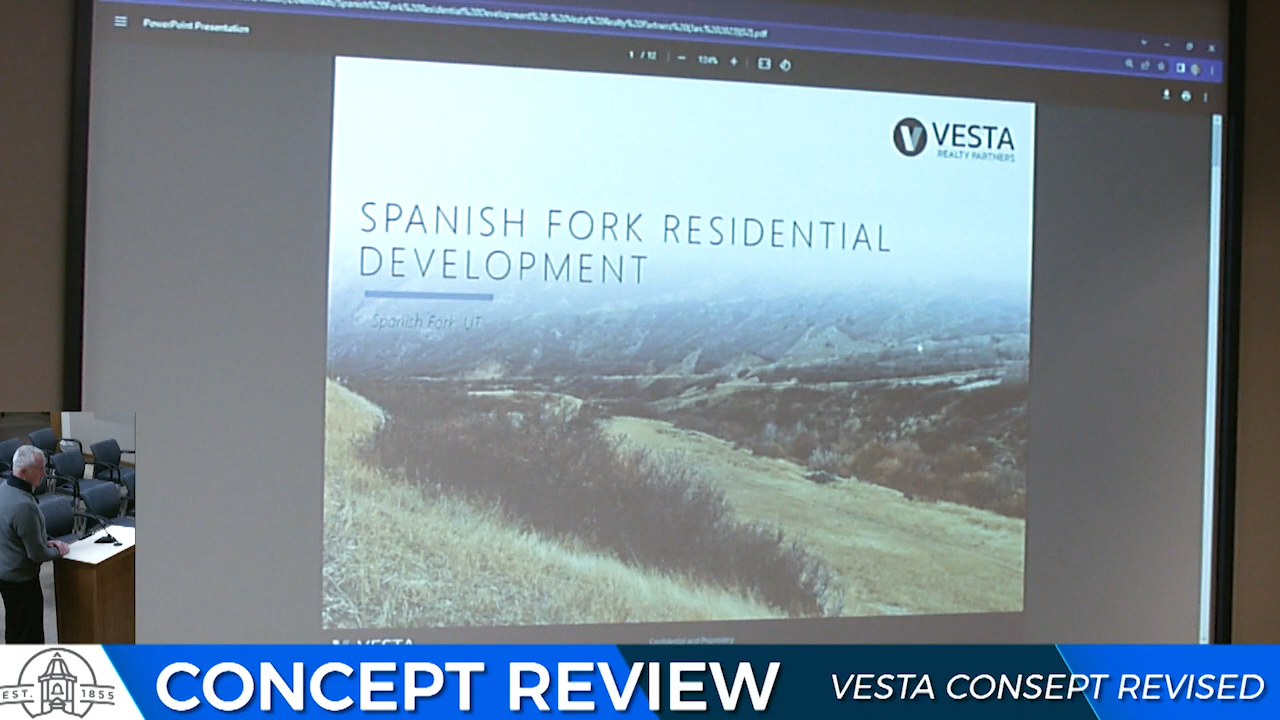 PowerPoint Presentation
1 / 12
VESTA
REALTY PARTNERS
SPANISH FORK RESIDENTIAL
DEVELOPMENT
Spanish Fork, UT
VESTA
Confidential and Proprietary
EST. 1855
CONCEPT REVIEW
VESTA CONSEPT REVISED